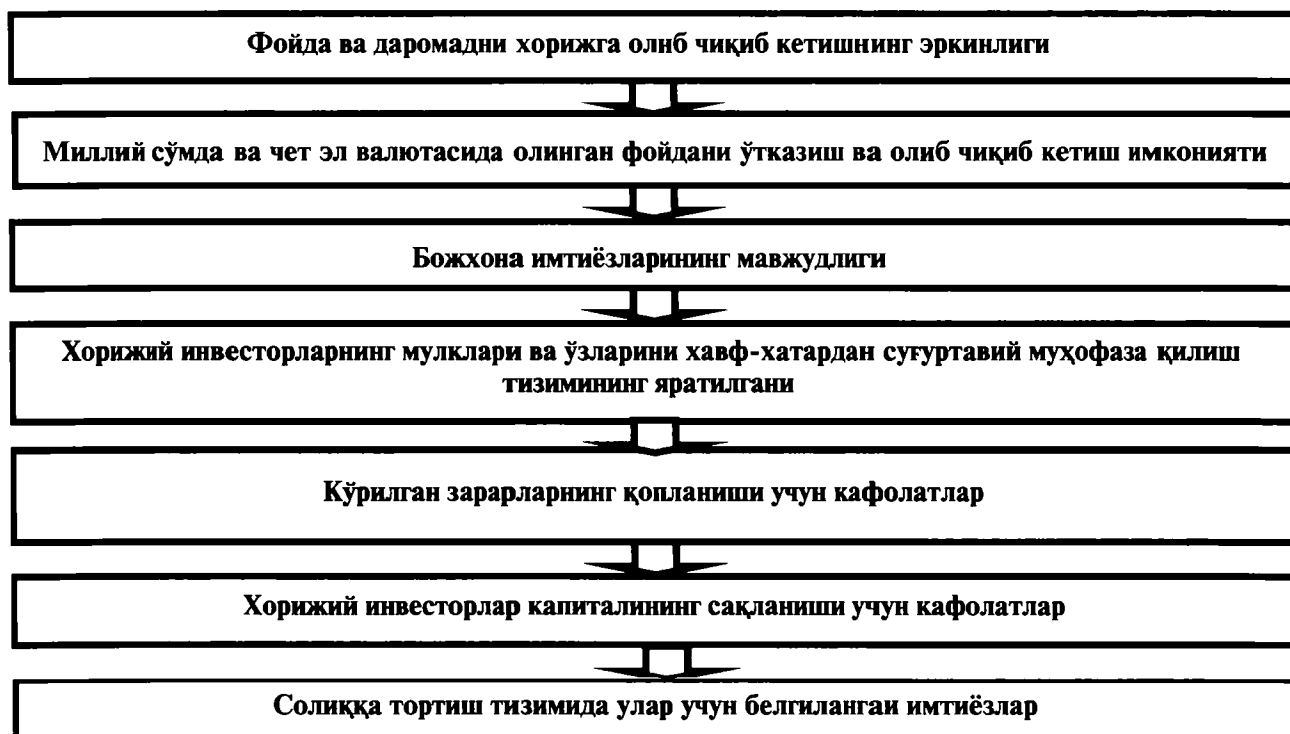 Фойда ва даромадни хорижга олнб чиқиб кетишнинг эркинлиги
Миллий сўмда ва чет эл валютасида олинган фойдани ўтказиш ва олиб чиқиб кетиш имконияти
Божхона имтиёзларининг мавжудлиги
Хорижий инвесторларнинг мулклари ва ўзларини хавф-хатардан суғуртавий муҳофаза қилиш
тизимининг яратилгани
Кўрилган зарарларнинг қопланиши учун кафолатлар
Хорижий инвесторлар капиталининг сақланиши учун кафолатлар
Солиққа тортиш тизимида улар учун белгилангаи имтиёзлар